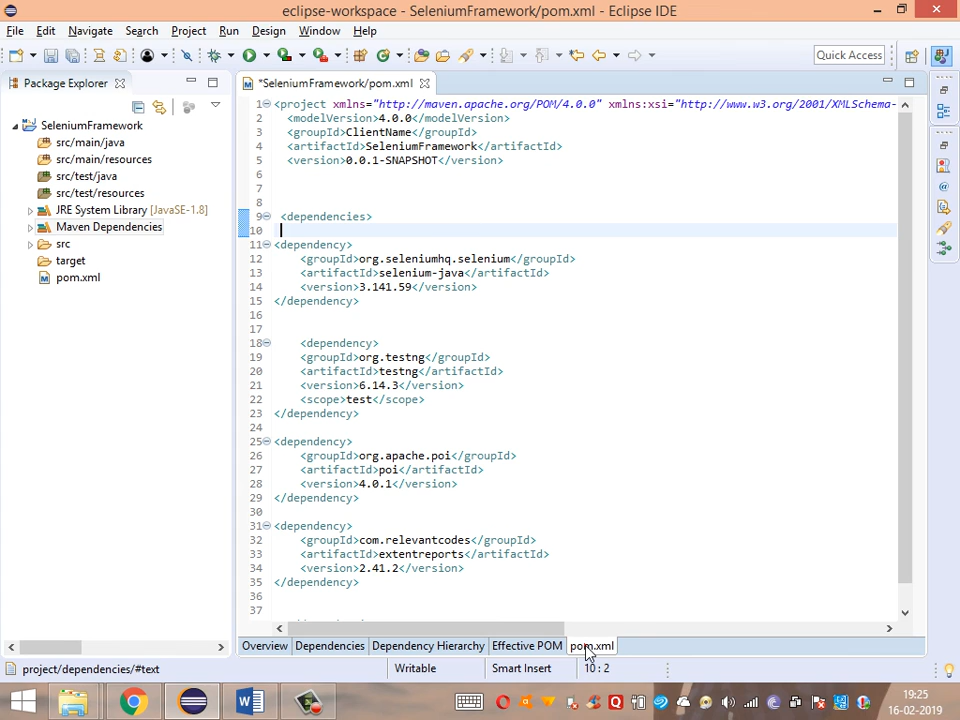 eclipse-workspace - SeleniumFramework/pom.xml - Eclipse IDE
File Edit Navigate Search Project Run Design Window Help
Quick Access
Package Explorer
*SeleniumFramework/pom.xml
SeleniumFramework
src/main/java
src/main/resources
src/test/java
src/test/resources
JRE System Library [JavaSE-1.8]
Maven Dependencies
src
target
pom.xml
1 <project xmlns="http://maven.apache.org/POM/4.0.0" xmlns:xsi="http://www.w3.org/2001/XMLSchema-
2 <modelVersion>4.0.0</modelVersion>
3 <groupId>ClientName</groupId>
4 <artifactId>SeleniumFramework</artifactId>
5 <version>0.0.1-SNAPSHOT</version>
6
7
8
9 <dependencies>
10
11 <dependency>
12 <groupId>org.seleniumhq.selenium</groupId>
13 <artifactId>selenium-java</artifactId>
14 <version>3.141.59</version>
15 </dependency>
16
17
18 <dependency>
19 <groupId>org.testng</groupId>
20 <artifactId>testng</artifactId>
21 <version>6.14.3</version>
22 <scope>test</scope>
23 </dependency>
24
25 <dependency>
26 <groupId>org.apache.poi</groupId>
27 <artifactId>poi</artifactId>
28 <version>4.0.1</version>
29 </dependency>
30
31 <dependency>
32 <groupId>com.relevantcodes</groupId>
33 <artifactId>extentreports</artifactId>
34 <version>2.41.2</version>
35 </dependency>
36
37
Overview Dependencies Dependency Hierarchy Effective POM pom.xml
project/dependencies/#text
Writable
Smart Insert
10 : 2
19:25
16-02-2019